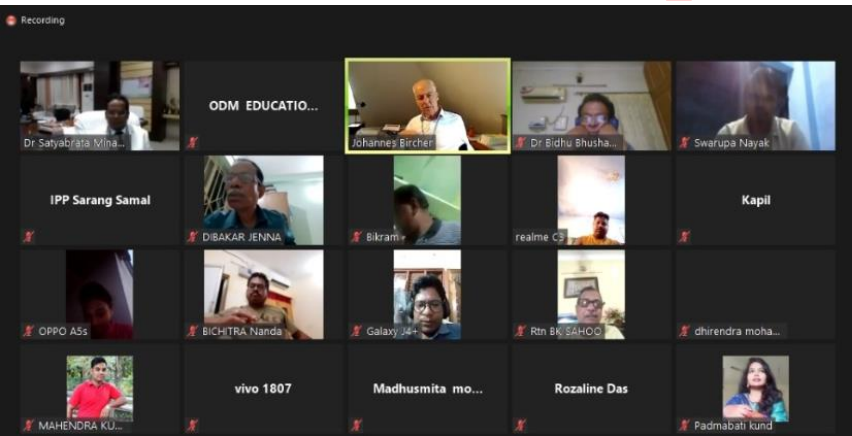 Recording
Dr Satyabrata Mina...
ODM EDUCATIO...
Johannes Bircher
Dr Bidhu Bhusha...
Swarupa Nayak
IPP Sarang Samal
DIBAKAR JENNA
Bikram
realme C3
Kapil
OPPO A5s
BICHITRA Nanda
Galaxy J4+
Rtn BK SAHOO
dhirendra moha...
MAHENDRA KU...
vivo 1807
Madhusmita mo...
Rozaline Das
Padmabati kund